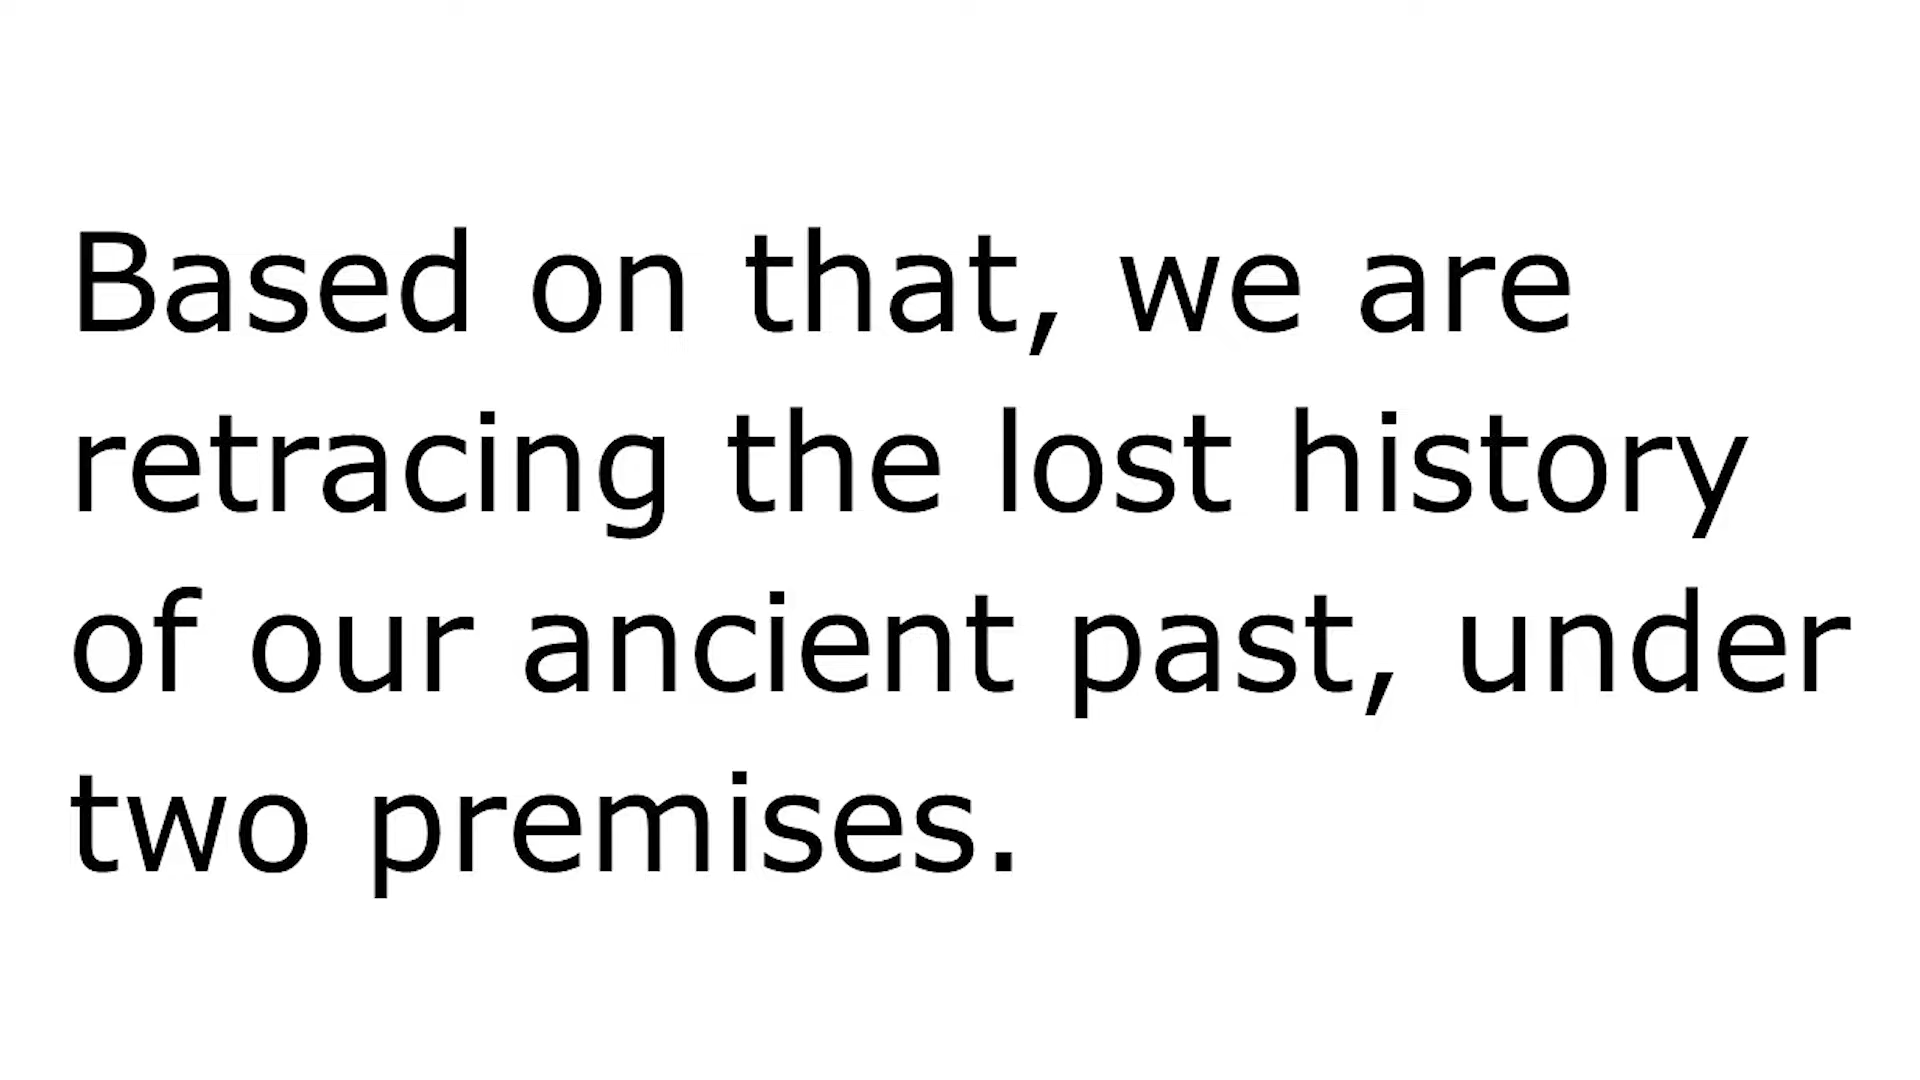 Based on that, we are
retracing the lost history
of our ancient past, under
two premises.